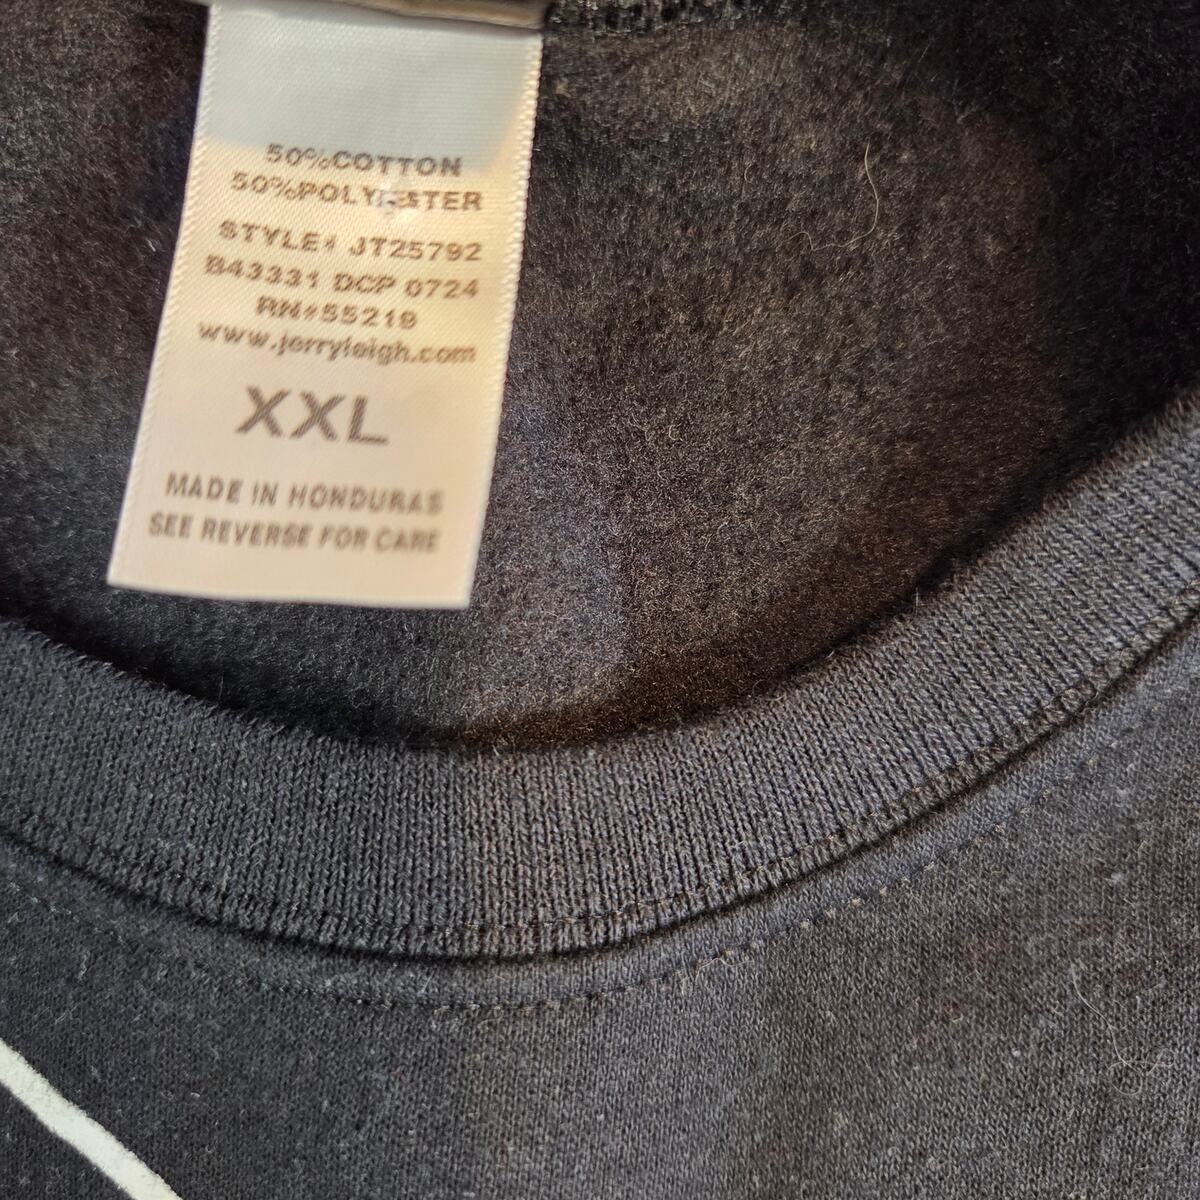 50%COTTON
50%POLYESTER
STYLE# JT25792
B43331 DCP 0724
RN#55219
www.jerryleigh.com
XXL
MADE IN HONDURAS
SEE REVERSE FOR CARE